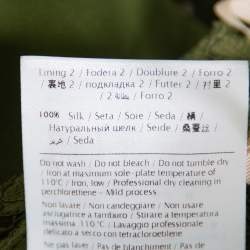 Lining 2 / Fodera 2 / Doublure 2 / Forro 2
/ 裏地 2 / подкладка 2 / Futter 2 / 衬里 2
/ 2 / Forro 2
100% Silk / Seta / Soie / Seda / 橫 /
Натуральный шелк / Seide / 桑蚕丝 /
/ Seda
Do not wash / Do not bleach / Do not tumble dry
/ Iron at maximum sole-plate temperature of
110°C / Iron, low / Professional dry cleaning in
perchlorethene - Mild process
Non lavare / Non candeggiare / Non usare
asciugatrice a tamburo / Stirare a temperatura
massima 110°C / Lavaggio professionale
delicato a secco con tetracloroetilene
Ne pas laver / Pas de blanchiment / Pas de